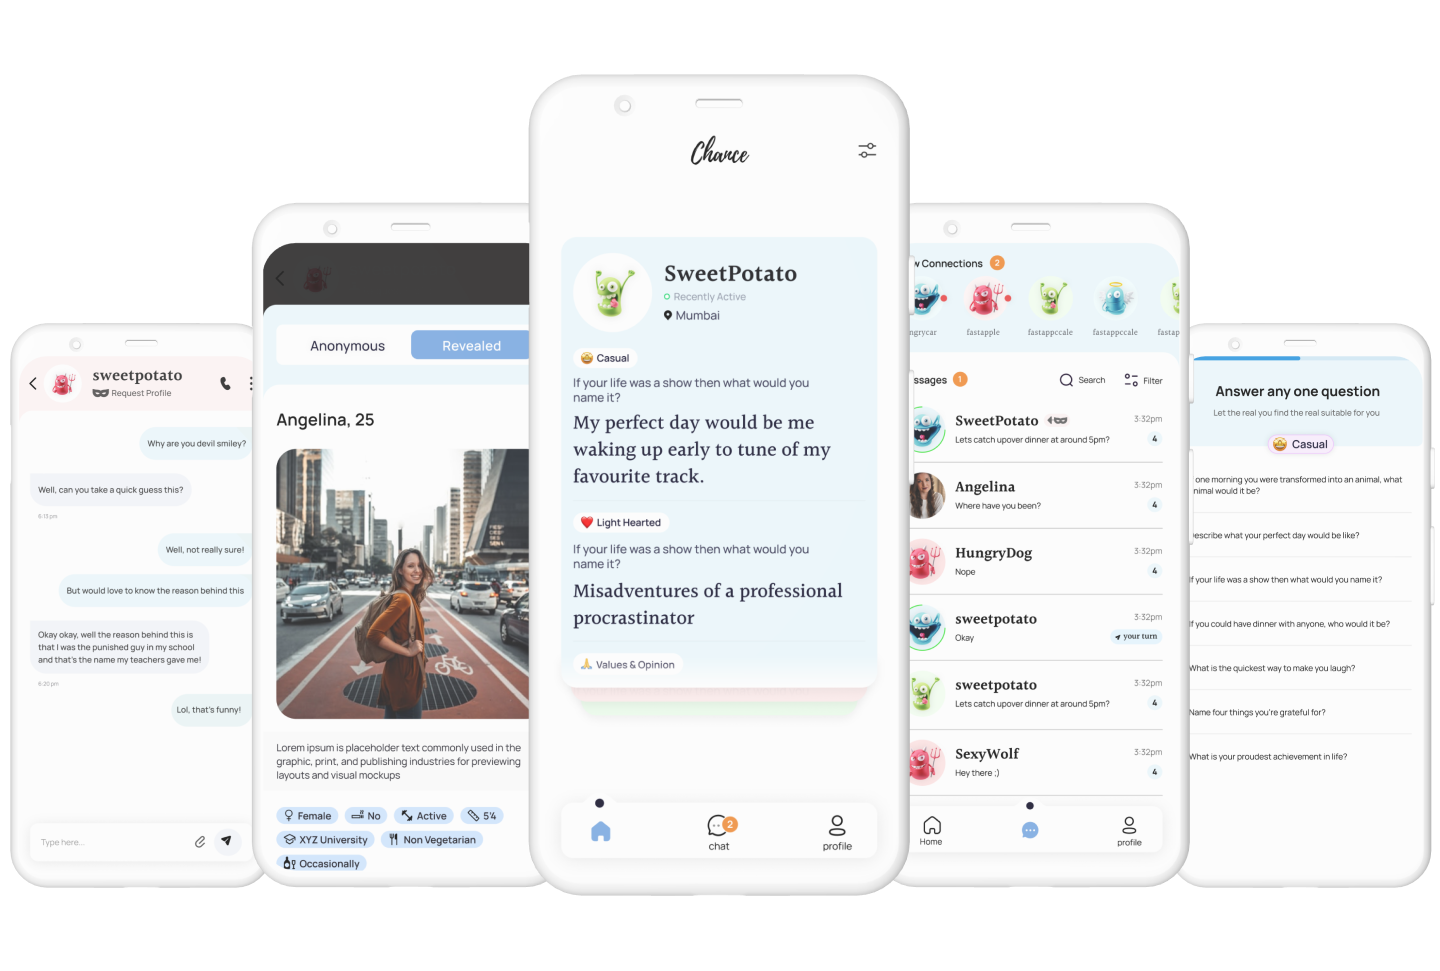 sweetpotato
Request Profile
Why are you devil smiley?
Well, can you take a quick guess this?
6:13 pm
Well, not really sure!
But would love to know the reason behind this
Okay okay, well the reason behind this is
that I was the punished guy in my school
and that's the name my teachers gave me!
6:20 pm
Lol, that's funny!
Type here...
Anonymous
Revealed
Angelina, 25
Lorem ipsum is placeholder text commonly used in the
graphic, print, and publishing industries for previewing
layouts and visual mockups
Female
No
Active
5'4
XYZ University
Non Vegetarian
Occasionally
Chance
SweetPotato
Recently Active
Mumbai
Casual
If your life was a show then what would you
name it?
My perfect day would be me
waking up early to tune of my
favourite track.
Light Hearted
If your life was a show then what would you
name it?
Misadventures of a professional
procrastinator
Values & Opinion
2
chat
profile
w Connections 2
ngrycar
fastapple
fastappccale
fastappccale
fastap
ssages 1
Search
Filter
SweetPotato
3:32pm
Lets catch upover dinner at around 5pm?
4
Angelina
3:32pm
Where have you been?
4
HungryDog
3:32pm
Nope
4
sweetpotato
3:32pm
Okay
your turn
sweetpotato
3:32pm
Lets catch upover dinner at around 5pm?
4
SexyWolf
3:32pm
Hey there ;)
4
Home
profile
Answer any one question
Let the real you find the real suitable for you
Casual
one morning you were transformed into an animal, what
nimal would it be?
escribe what your perfect day would be like?
If your life was a show then what would you name it?
If you could have dinner with anyone, who would it be?
What is the quickest way to make you laugh?
Name four things you're grateful for?
What is your proudest achievement in life?